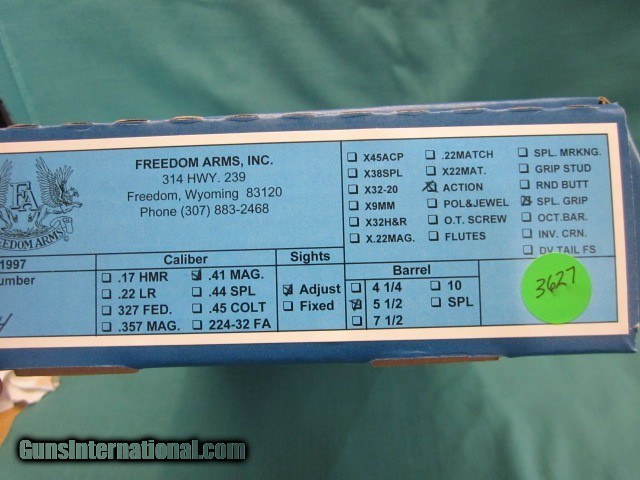 FREEDOM ARMS, INC.
314 HWY. 239
Freedom, Wyoming 83120
Phone (307) 883-2468
FA
FREEDOM ARMS
1997
umber
Caliber
.17 HMR
.22 LR
327 FED.
.357 MAG.
.41 MAG.
.44 SPL
.45 COLT
224-32 FA
Sights
Adjust
Fixed
X45ACP
X38SPL
X32-20
X9MM
X32H&R
X.22MAG.
.22MATCH
X22MAT.
ACTION
POL&JEWEL
O.T. SCREW
FLUTES
SPL. MRKNG.
GRIP STUD
RND BUTT
SPL. GRIP
OCT.BAR.
INV. CRN.
DV TAIL FS
Barrel
4 1/4
5 1/2
7 1/2
10
SPL
3627
GunsInternational.com